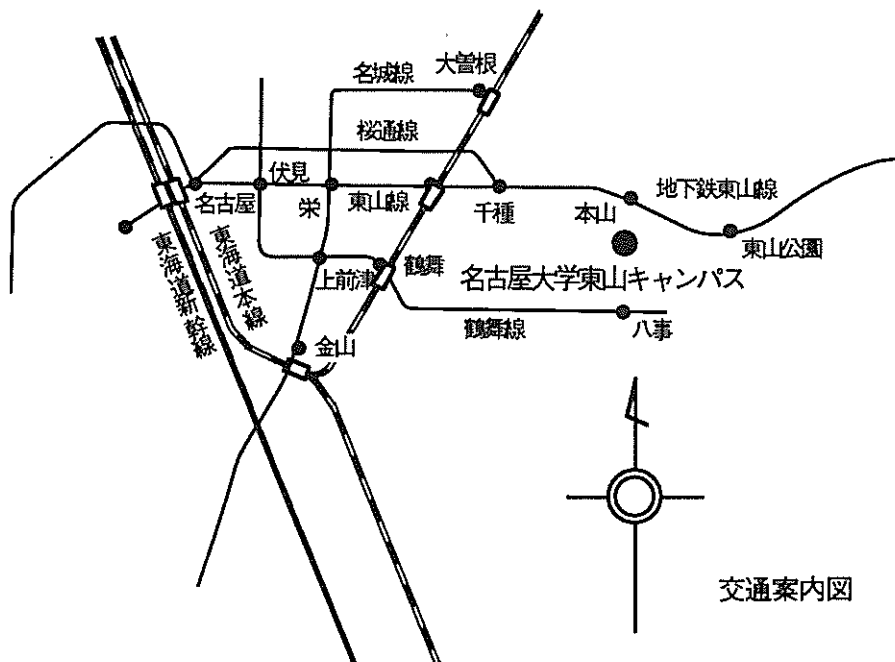 大曽根
名城線
桜通線
伏見
名古屋
栄
東山線
千種
本山
地下鉄東山線
東山公園
上前津
鶴舞
名古屋大学東山キャンパス
東海道新幹線
東海道本線
鶴舞線
八事
金山
交通案内図